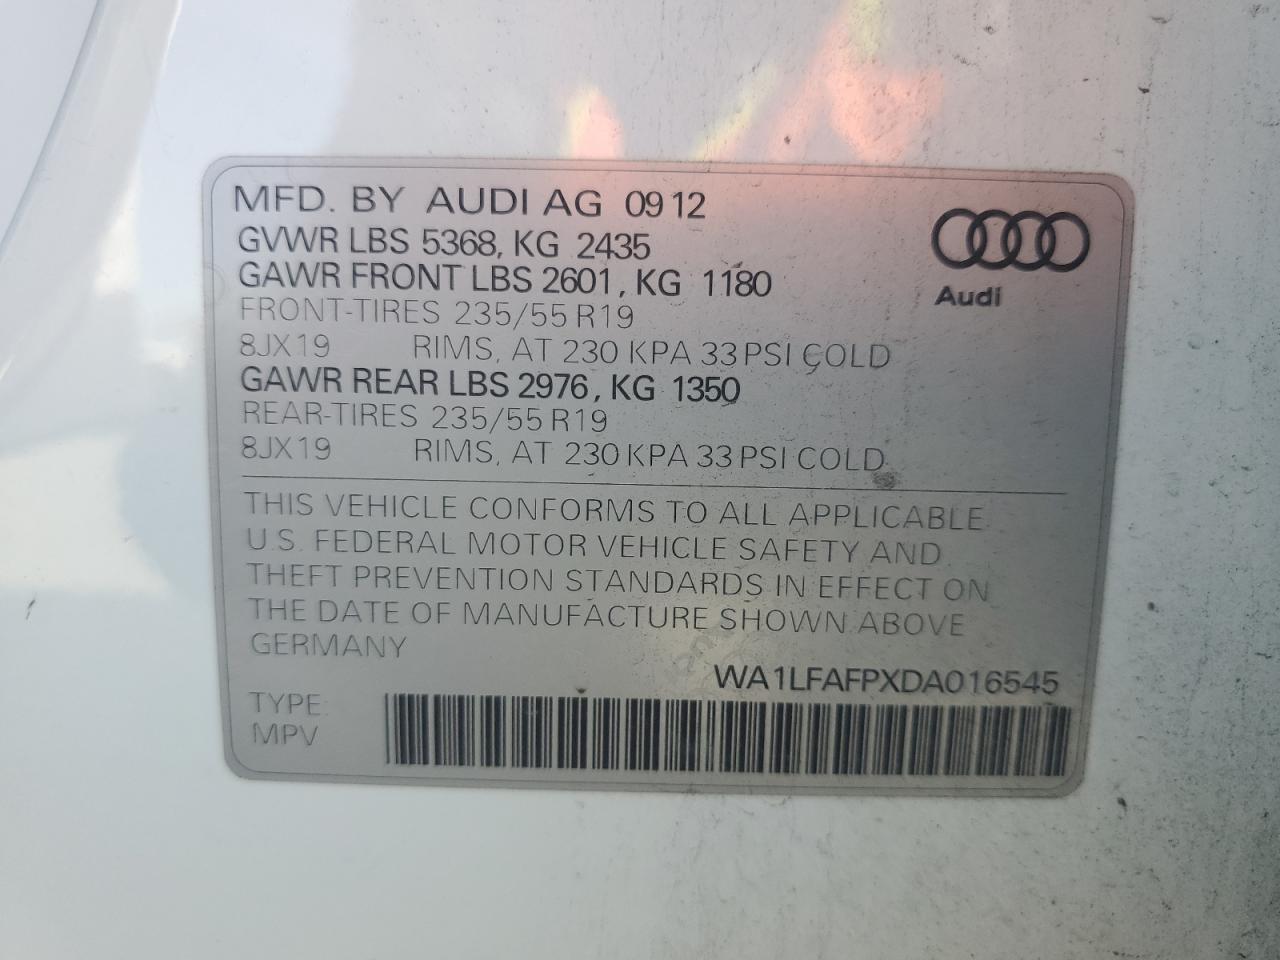 MFD. BY AUDI AG 09 12
GVWR LBS 5368, KG 2435
GAWR FRONT LBS 2601, KG 1180
FRONT-TIRES 235/55 R19
8JX19 RIMS, AT 230 KPA 33 PSI COLD
GAWR REAR LBS 2976, KG 1350
REAR-TIRES 235/55 R19
8JX19 RIMS, AT 230 KPA 33 PSI COLD
Audi
THIS VEHICLE CONFORMS TO ALL APPLICABLE
U.S. FEDERAL MOTOR VEHICLE SAFETY AND
THEFT PREVENTION STANDARDS IN EFFECT ON
THE DATE OF MANUFACTURE SHOWN ABOVE
GERMANY
WA1LFAFPXDA016545
TYPE:
MPV